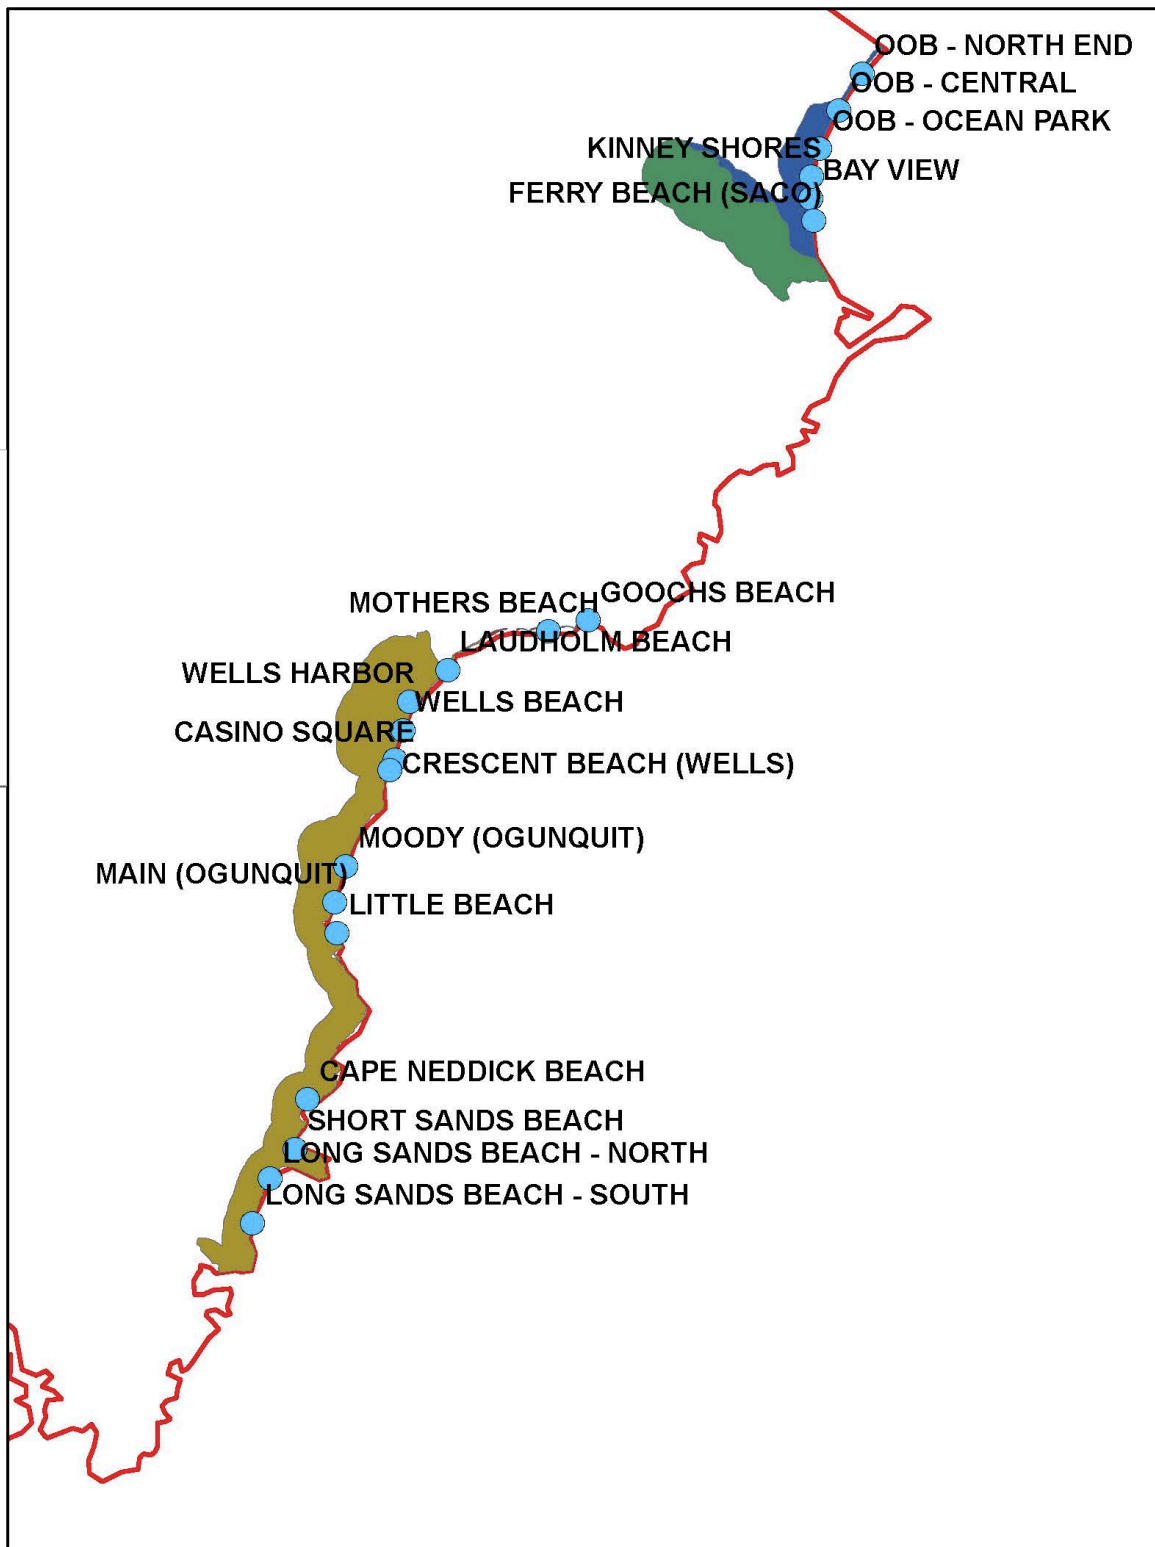 OOB - NORTH END
OOB - CENTRAL
OOB - OCEAN PARK
KINNEY SHORES
BAY VIEW
FERRY BEACH (SACO)
GOOCHS BEACH
MOTHERS BEACH
LAUDHOLM BEACH
WELLS HARBOR
WELLS BEACH
CASINO SQUARE
CRESCENT BEACH (WELLS)
MOODY (OGUNQUIT)
MAIN (OGUNQUIT)
LITTLE BEACH
CAPE NEDDICK BEACH
SHORT SANDS BEACH
LONG SANDS BEACH - NORTH
LONG SANDS BEACH - SOUTH